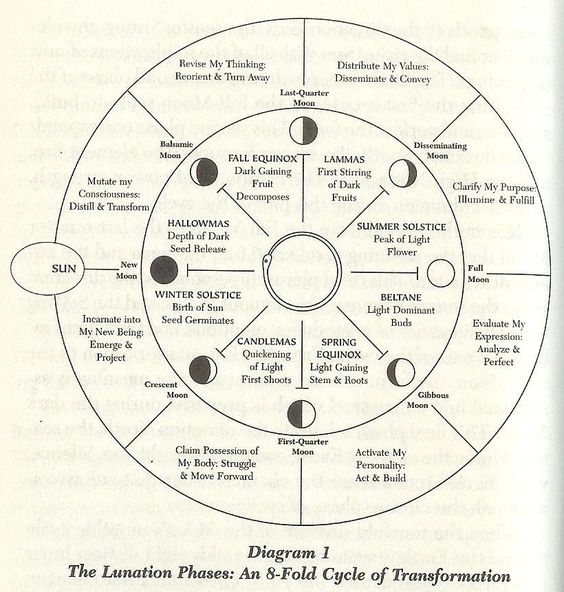 Revise My Thinking:
Reorient & Turn Away
Distribute My Values:
Disseminate & Convey
Last-Quarter
Moon
Balsamic
Moon
Disseminating
Moon
FALL EQUINOX
Dark Gaining
Fruit
Decomposes
LAMMAS
First Stirring
of Dark
Fruits
Mutate my
Consciousness:
Distill & Transform
Clarify My Purpose:
Illumine & Fulfill
HALLOWMAS
Depth of Dark
Seed Release
SUMMER SOLSTICE
Peak of Light
Flower
SUN
New
Moon
Full
Moon
WINTER SOLSTICE
Birth of Sun
Seed Germinates
BELTANE
Light Dominant
Buds
Incarnate into
My New Being:
Emerge &
Project
Evaluate My
Expression:
Analyze &
Perfect
CANDLEMAS
Quickening
of Light
First Shoots
SPRING
EQUINOX
Light Gaining
Stem & Roots
Crescent
Moon
Gibbous
Moon
First-Quarter
Moon
Claim Possession of
My Body: Struggle
& Move Forward
Activate My
Personality:
Act & Build
Diagram 1
The Lunation Phases: An 8-Fold Cycle of Transformation